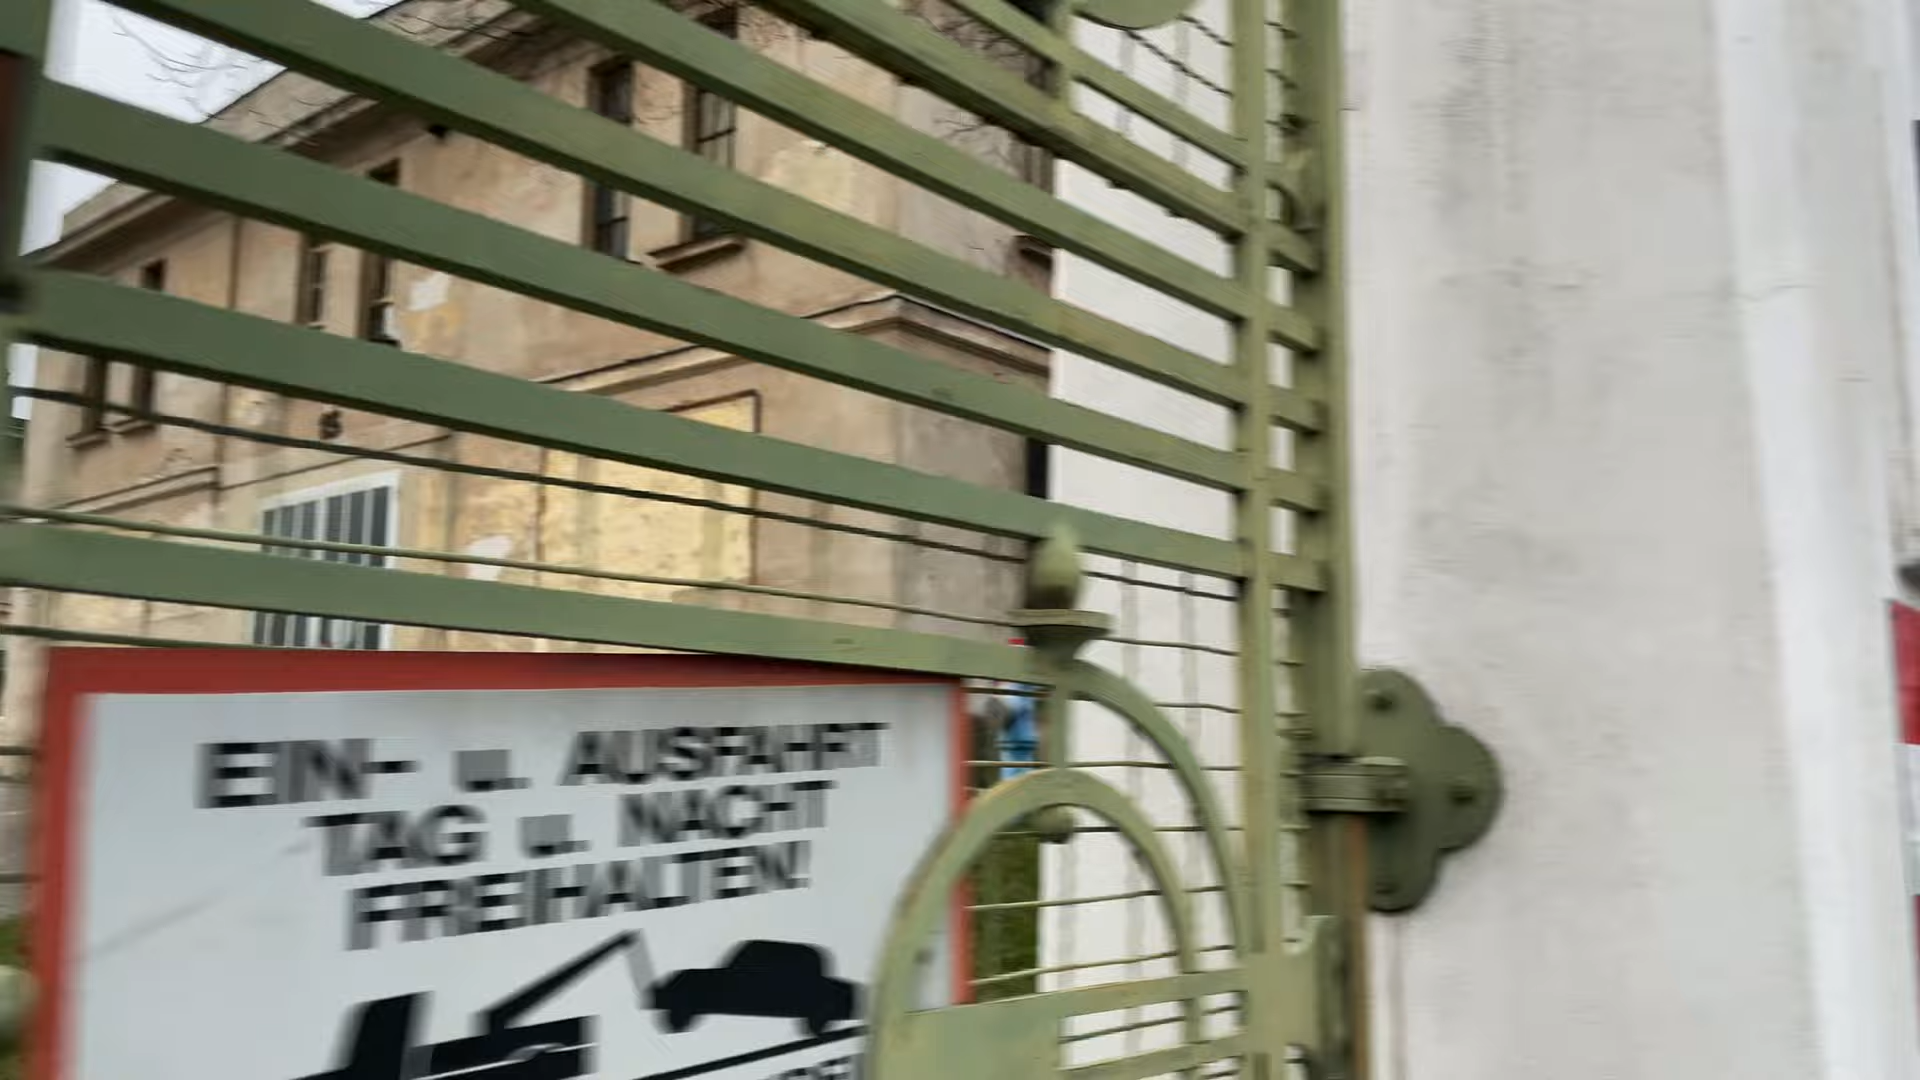 EIN- u. AUSFAHRT
TAG u. NACHT
FREIHALTEN!